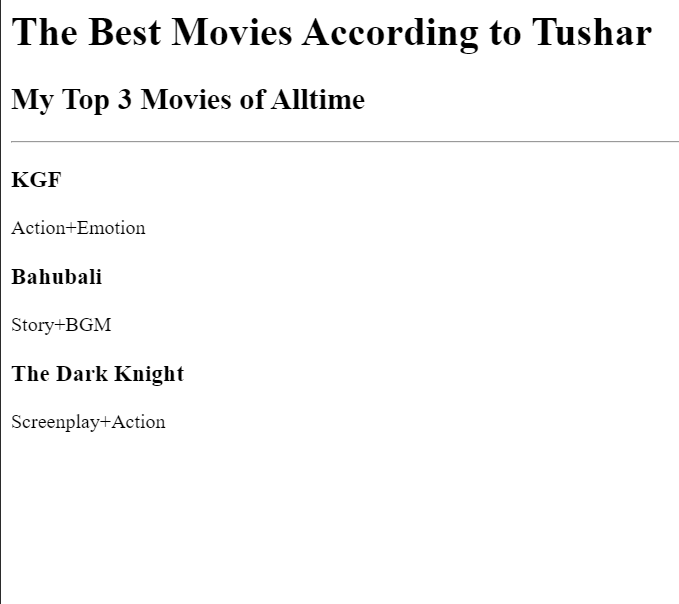 The Best Movies According to Tushar
My Top 3 Movies of Alltime
KGF
Action+Emotion
Bahubali
Story+BGM
The Dark Knight
Screenplay+Action